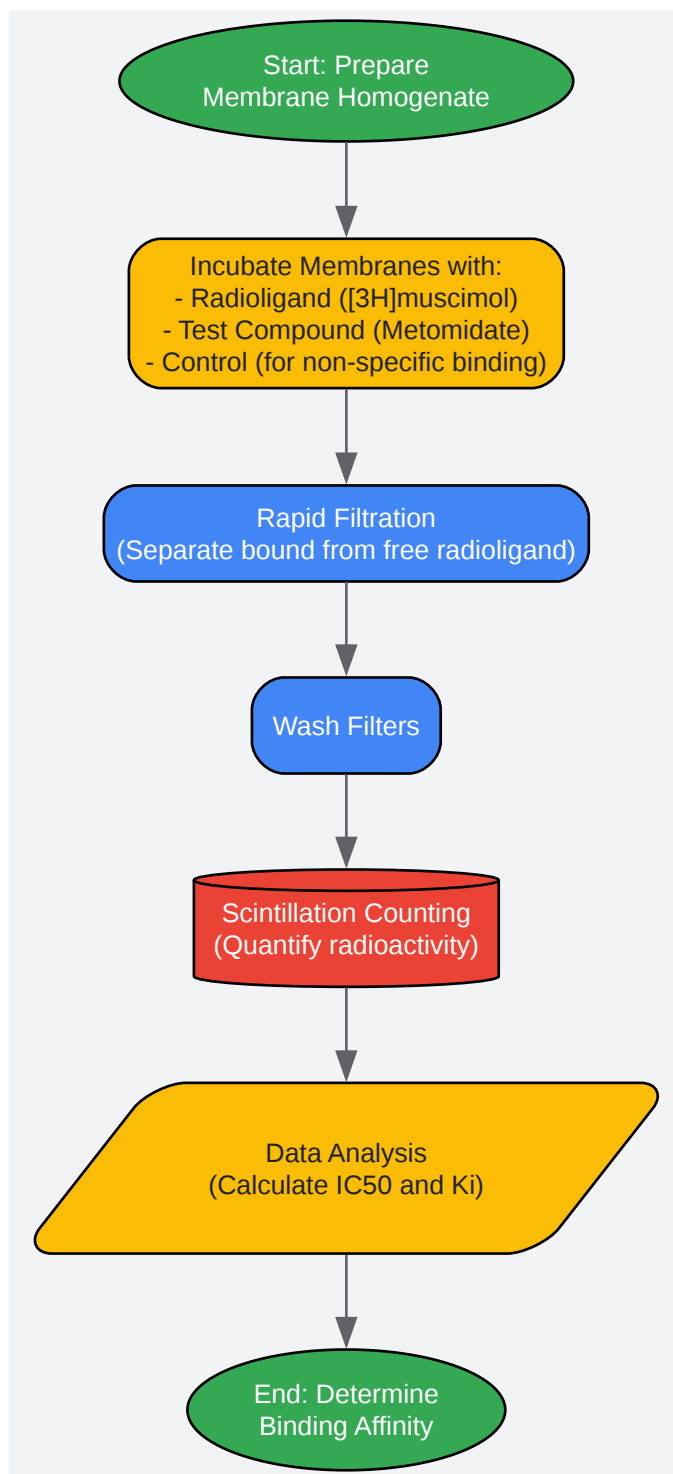 Start: Prepare
Membrane Homogenate
Incubate Membranes with:
- Radioligand ([3H]muscimol)
- Test Compound (Metomidate)
- Control (for non-specific binding)
Rapid Filtration
(Separate bound from free radioligand)
Wash Filters
Scintillation Counting
(Quantify radioactivity)
Data Analysis
(Calculate IC50 and Ki)
End: Determine
Binding Affinity